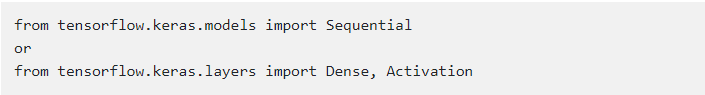 from tensorflow.keras.models import Sequential
or
from tensorflow.keras.layers import Dense, Activation